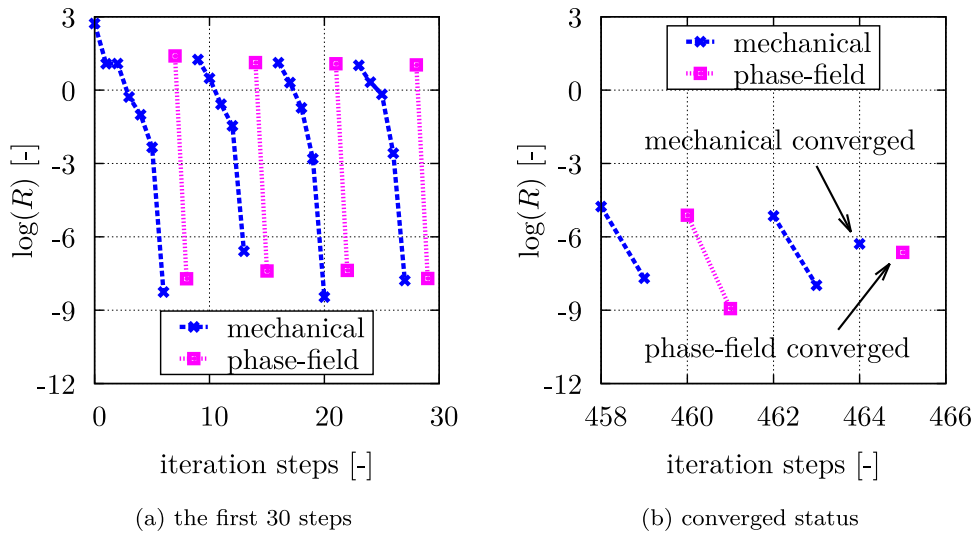 3
0
-3
-6
-9
-12
log(R) [-]
mechanical
phase-field
0 10 20 30
iteration steps [-]
(a) the first 30 steps
3
0
-3
-6
-9
-12
log(R) [-]
mechanical
phase-field
mechanical converged
phase-field converged
458 460 462 464 466
iteration steps [-]
(b) converged status